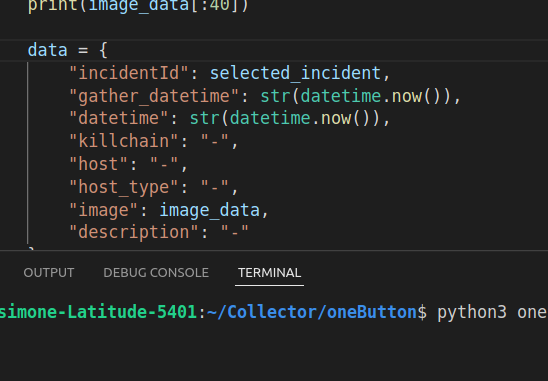 print(image_data[:40])
data = {
"incidentId": selected_incident,
"gather_datetime": str(datetime.now()),
"datetime": str(datetime.now()),
"killchain": "-",
"host": "-",
"host_type": "-",
"image": image_data,
"description": "-"
OUTPUT DEBUG CONSOLE TERMINAL
simone-Latitude-5401:~/Collector/oneButton$ python3 one